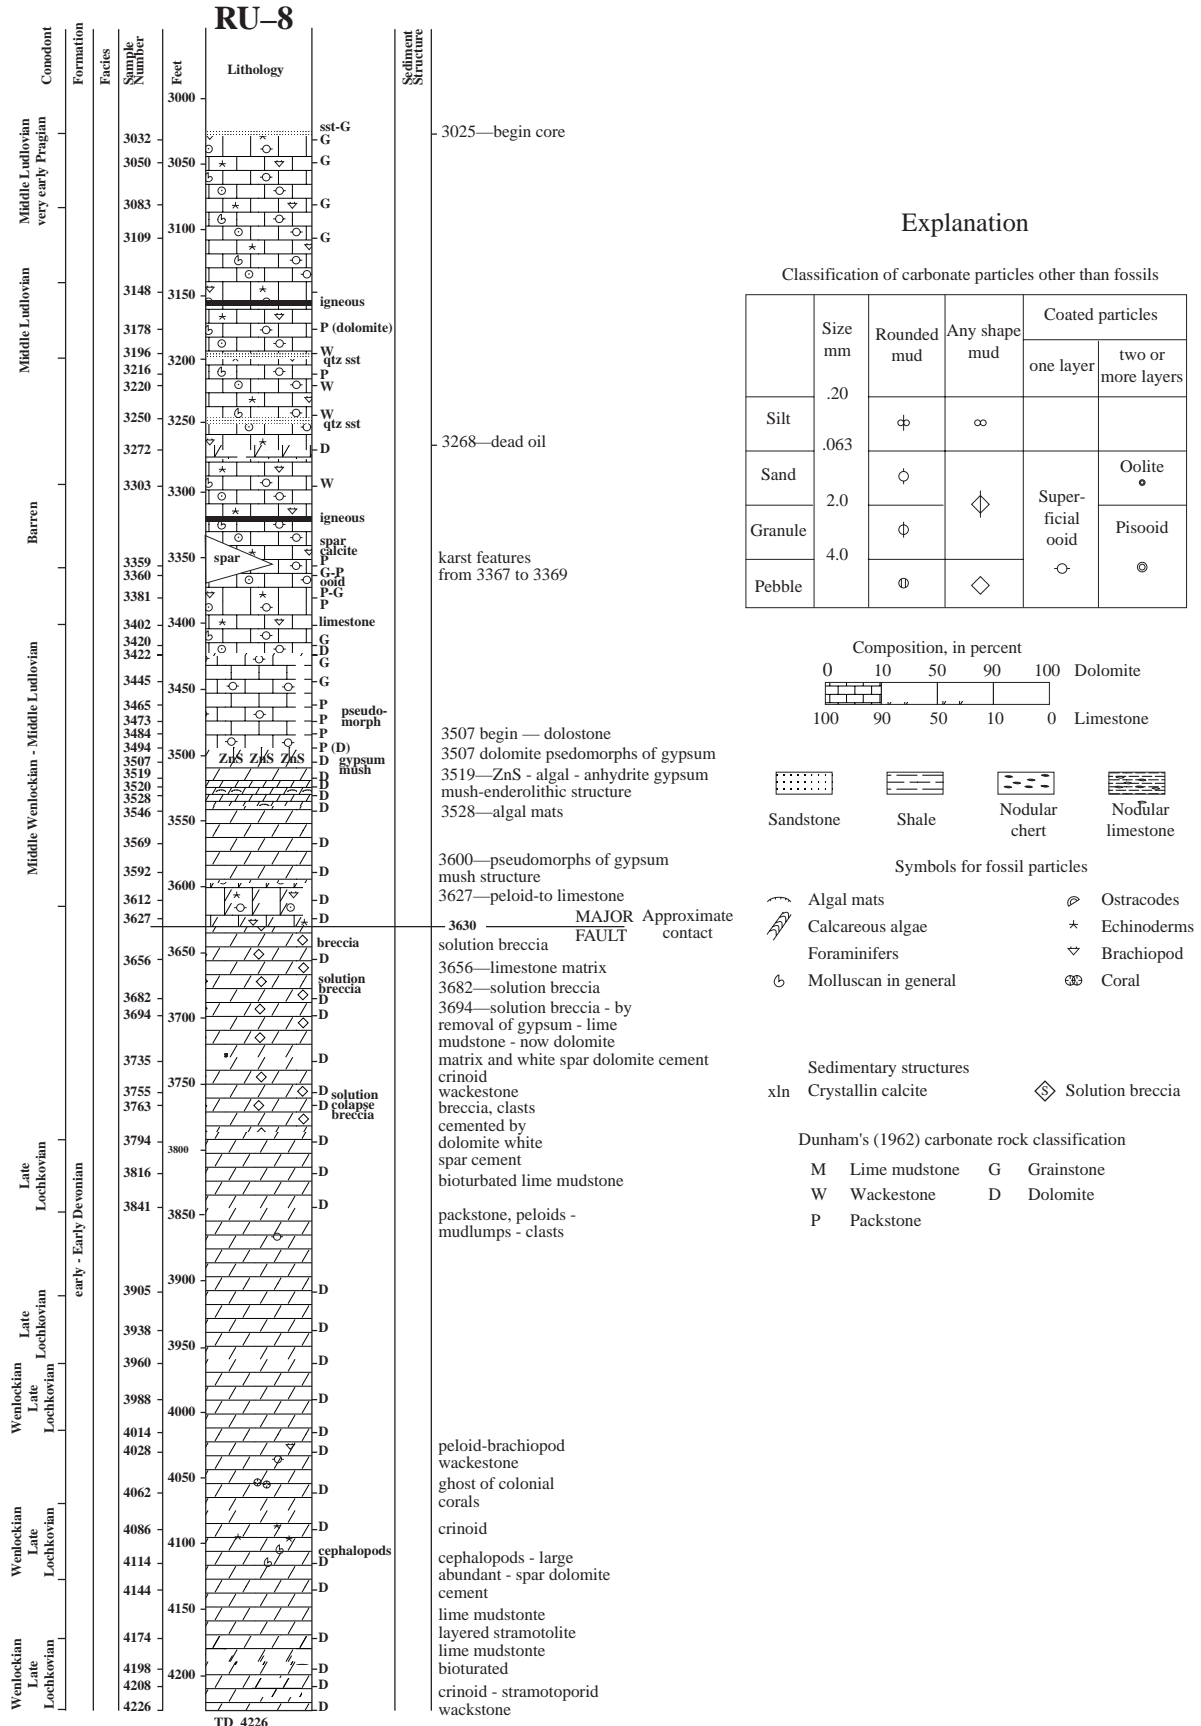 RU–8
Conodont
Formation
Facies
Sample
Number
Feet
Lithology
Sediment
Structure
Middle Ludlovian
very early Pragian
Middle Ludlovian
Barren
Middle Wenlockian - Middle Ludlovian
Late
Lochkovian
Late
Lochkovian
Wenlockian
Late
Lochkovian
Wenlockian
Late
Lochkovian
Wenlockian
Late
Lochkovian
early - Early Devonian
3032
3050
3083
3109
3148
3178
3196
3216
3220
3250
3272
3303
3359
3360
3381
3402
3420
3422
3445
3465
3473
3484
3494
3507
3519
3520
3528
3546
3569
3592
3612
3627
3656
3682
3694
3735
3755
3763
3794
3816
3841
3905
3938
3960
3988
4014
4028
4062
4086
4114
4144
4174
4198
4208
4226
3000
3050
3100
3150
3200
3250
3300
3350
3400
3450
3500
3550
3600
3650
3700
3750
3800
3850
3900
3950
4000
4050
4100
4150
4200
spar
ZnS ZnS ZnS
TD 4226
sst-G
G
G
G
G
igneous
P (dolomite)
W
qtz sst
P
W
W
qtz sst
D
W
igneous
spar
calcite
P
G-P
ooid
P-G
P
limestone
G
D
G
G
P
pseudo-
P
morph
P
P (D)
D gypsum
mush
D
D
D
D
D
D
D
D
breccia
D
solution
breccia
D
D
D
D solution
D colapse
breccia
D
D
D
D
D
D
D
D
D
D
D
cephalopods
D
D
D
D
D
D
3025—begin core
3268—dead oil
karst features
from 3367 to 3369
3507 begin — dolostone
3507 dolomite psedomorphs of gypsum
3519—ZnS - algal - anhydrite gypsum
mush-enderolithic structure
3528—algal mats
3600—pseudomorphs of gypsum
mush structure
3627—peloid-to limestone
3630
MAJOR
FAULT
Approximate
contact
solution breccia
3656—limestone matrix
3682—solution breccia
3694—solution breccia - by
removal of gypsum - lime
mudstone - now dolomite
matrix and white spar dolomite cement
crinoid
wackestone
breccia, clasts
cemented by
dolomite white
spar cement
bioturbated lime mudstone
packstone, peloids -
mudlumps - clasts
peloid-brachiopod
wackestone
ghost of colonial
corals
crinoid
cephalopods - large
abundant - spar dolomite
cement
lime mudstonte
layered stramotolite
lime mudstonte
bioturated
crinoid - stramotoporid
wackstone
Explanation
Classification of carbonate particles other than fossils
Size
mm
Rounded
mud
Any shape
mud
Coated particles
one layer
two or
more layers
.20
Silt
.063
Sand
2.0
Granule
4.0
Pebble
Super-
ficial
ooid
Oolite
Pisooid
Composition, in percent
0 10 50 90 100 Dolomite
100 90 50 10 0 Limestone
Sandstone
Shale
Nodular
chert
Nodular
limestone
Symbols for fossil particles
Algal mats
Calcareous algae
Foraminifers
Molluscan in general
Ostracodes
Echinoderms
Brachiopod
Coral
Sedimentary structures
xln Crystallin calcite
S Solution breccia
Dunham's (1962) carbonate rock classification
M Lime mudstone G Grainstone
W Wackestone D Dolomite
P Packstone